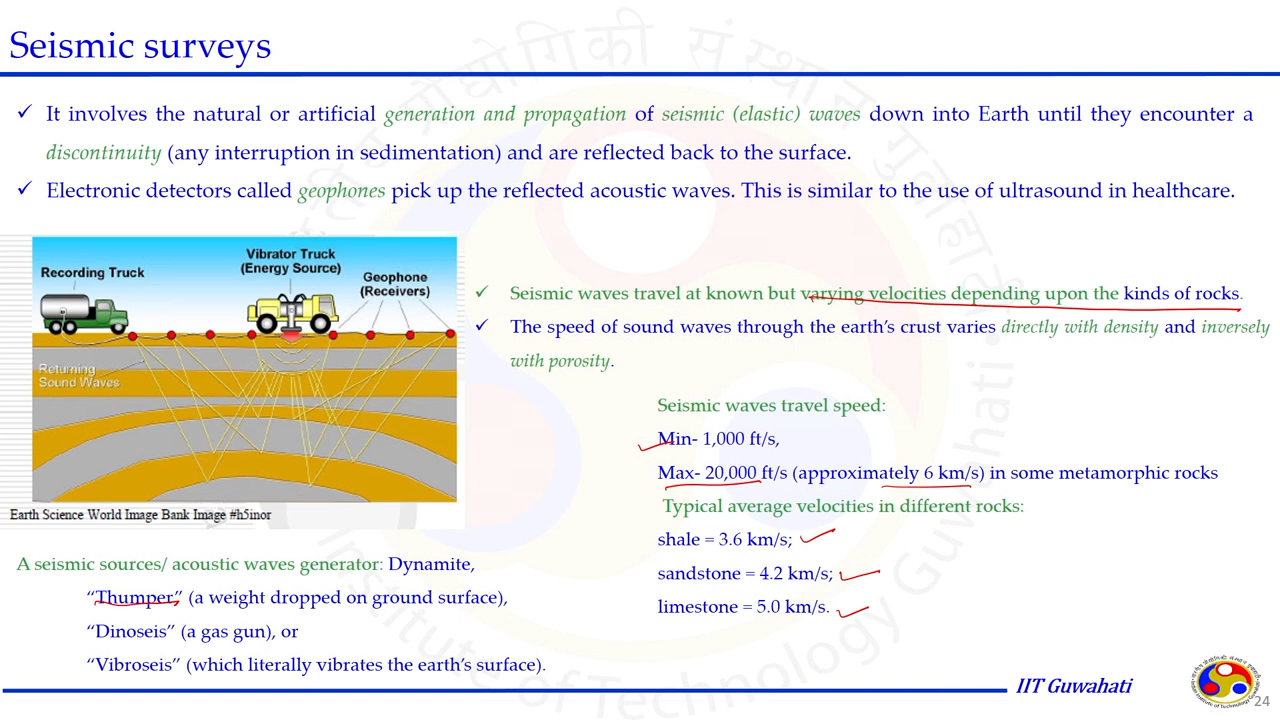 Seismic surveys
✓ It involves the natural or artificial generation and propagation of seismic (elastic) waves down into Earth until they encounter a
discontinuity (any interruption in sedimentation) and are reflected back to the surface.
✓ Electronic detectors called geophones pick up the reflected acoustic waves. This is similar to the use of ultrasound in healthcare.
Recording Truck
Vibrator Truck
(Energy Source)
Geophone
(Receivers)
Returning
Sound Waves
Earth Science World Image Bank Image #h5imor
✓ Seismic waves travel at known but varying velocities depending upon the kinds of rocks.
✓ The speed of sound waves through the earth’s crust varies directly with density and inversely
with porosity.
Seismic waves travel speed:
Min- 1,000 ft/s,
Max- 20,000 ft/s (approximately 6 km/s) in some metamorphic rocks
Typical average velocities in different rocks:
shale = 3.6 km/s;
sandstone = 4.2 km/s;
limestone = 5.0 km/s.
A seismic sources/ acoustic waves generator: Dynamite,
“Thumper” (a weight dropped on ground surface),
“Dinoseis” (a gas gun), or
“Vibroseis” (which literally vibrates the earth’s surface).
IIT Guwahati
24